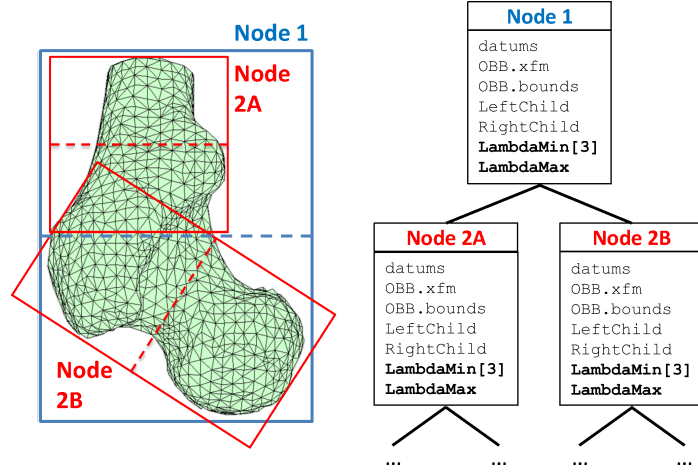 Node 1
Node
2A
Node
2B
Node 1
datums
OBB.xfm
OBB.bounds
LeftChild
RightChild
LambdaMin[3]
LambdaMax
Node 2A
datums
OBB.xfm
OBB.bounds
LeftChild
RightChild
LambdaMin[3]
LambdaMax
Node 2B
datums
OBB.xfm
OBB.bounds
LeftChild
RightChild
LambdaMin[3]
LambdaMax
... ... ... ...